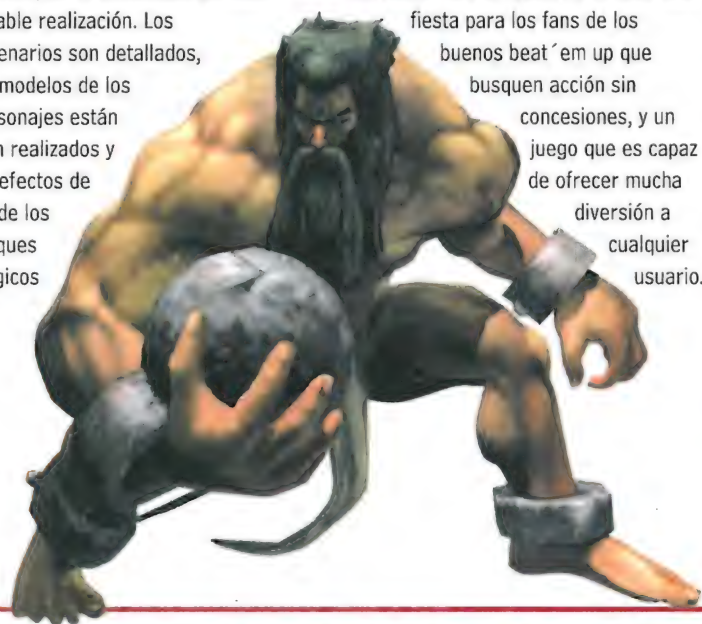 able realización. Los
enarios son detallados,
modelos de los
sonajes están
n realizados y
efectos de
de los
ques
gicos
fiesta para los fans de los
buenos beat´em up que
busquen acción sin
concesiones, y un
juego que es capaz
de ofrecer mucha
diversión a
cualquier
usuario.